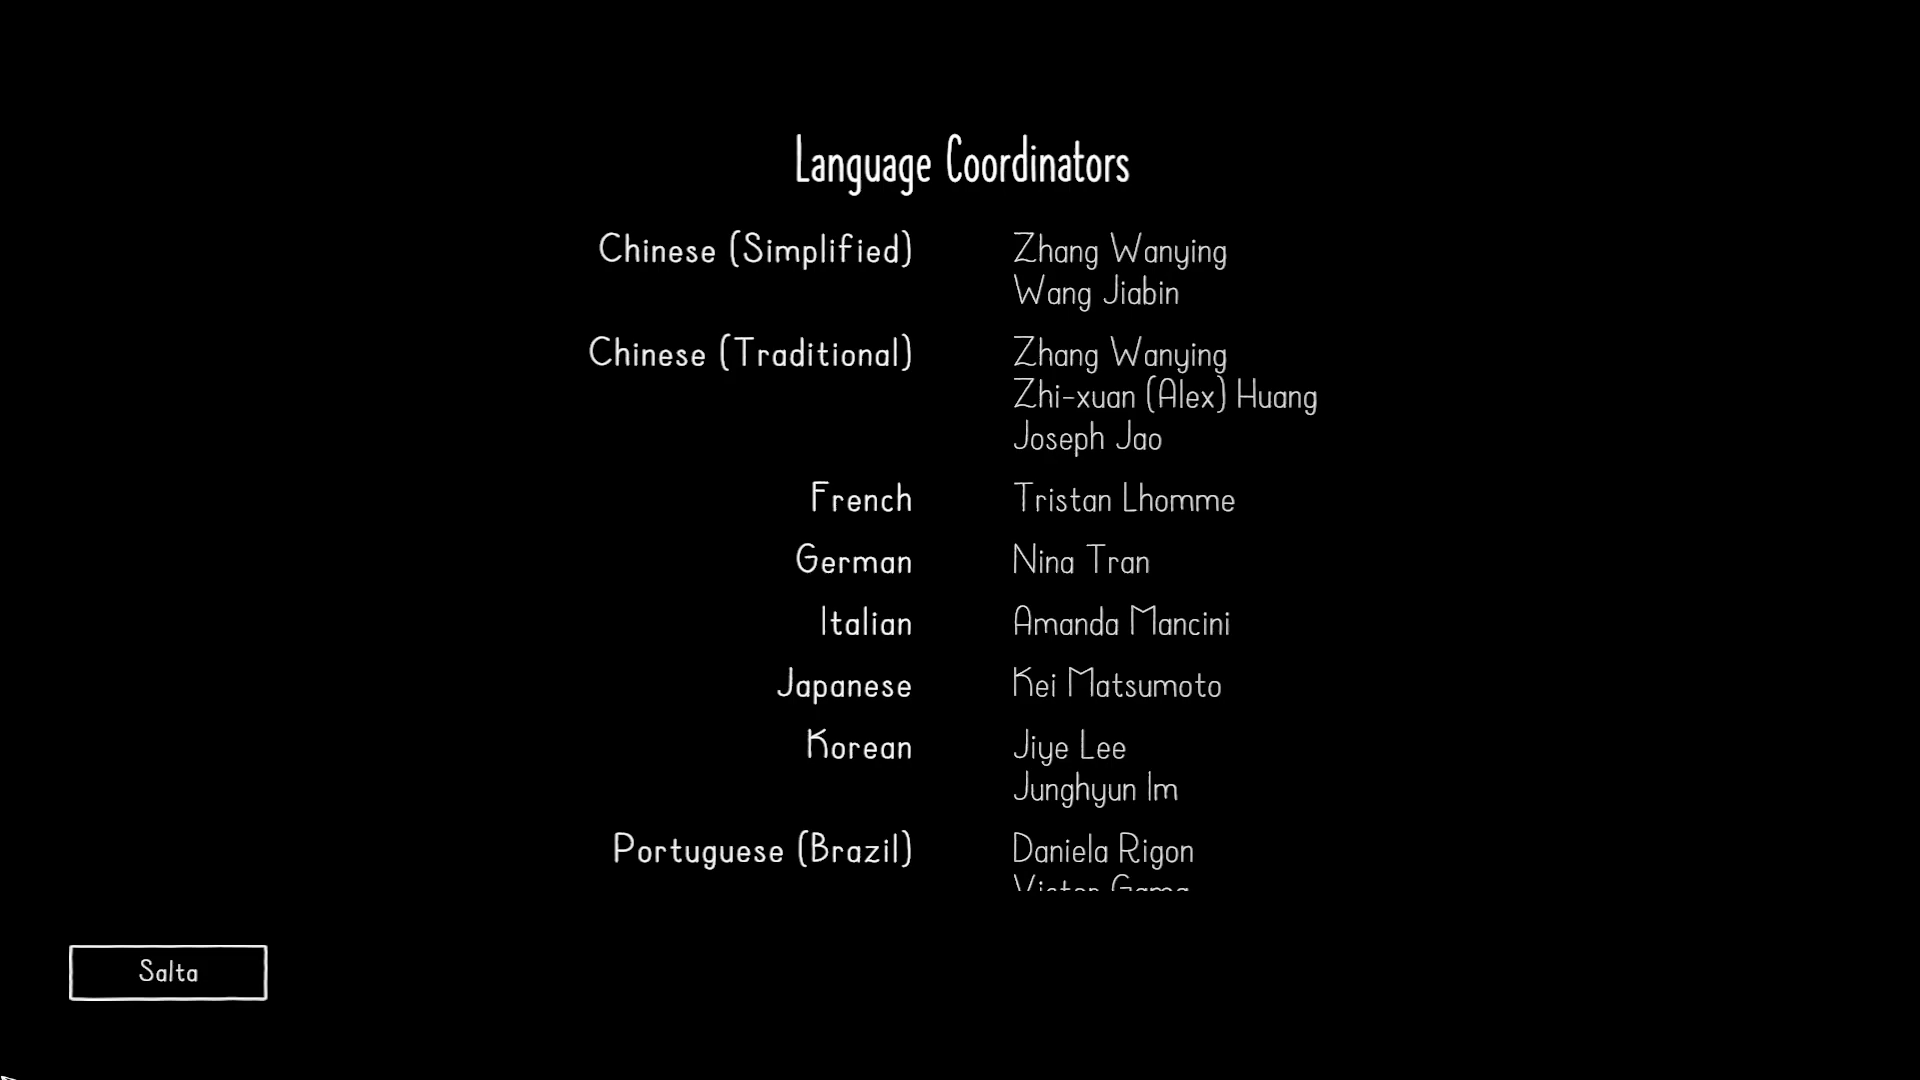 Language Coordinators
Chinese (Simplified) Zhang Wanying
Wang Jiabin
Chinese (Traditional) Zhang Wanying
Zhi-xuan (Alex) Huang
Joseph Jao
French Tristan Lhomme
German Nina Tran
Italian Amanda Mancini
Japanese Kei Matsumoto
Korean Jiye Lee
Junghyun Im
Portuguese (Brazil) Daniela Rigon
Victor Gama
Salta